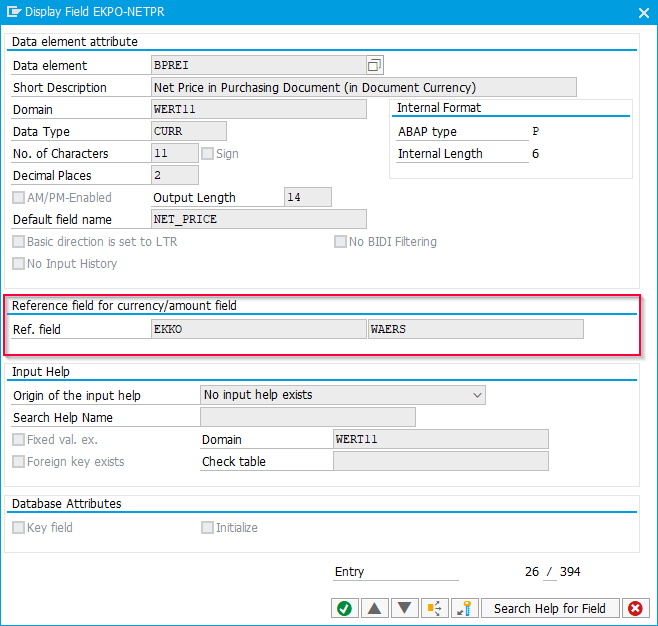 Display Field EKPO-NETPR
Data element attribute
Data element BPREI
Short Description Net Price in Purchasing Document (in Document Currency)
Domain WERT11
Internal Format
Data Type CURR
ABAP type P
No. of Characters 11 Sign
Internal Length 6
Decimal Places 2
AM/PM-Enabled Output Length 14
Default field name NET_PRICE
Basic direction is set to LTR No BIDI Filtering
No Input History
Reference field for currency/amount field
Ref. field EKKO WAERS
Input Help
Origin of the input help No input help exists
Search Help Name
Fixed val. ex. Domain WERT11
Foreign key exists Check table
Database Attributes
Key field Initialize
Entry 26 / 394
Search Help for Field